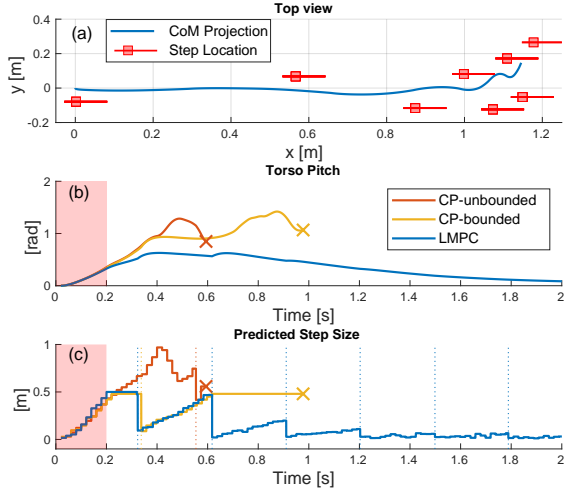 Top view
(a)
CoM Projection
Step Location
0.4
0.2
0
-0.2
y [m]
0 0.2 0.4 0.6 0.8 1 1.2
x [m]
Torso Pitch
(b)
CP-unbounded
CP-bounded
LMPC
2
1
0
[rad]
0 0.2 0.4 0.6 0.8 1 1.2 1.4 1.6 1.8 2
Time [s]
Predicted Step Size
(c)
1
0.5
0
[m]
0 0.2 0.4 0.6 0.8 1 1.2 1.4 1.6 1.8 2
Time [s]